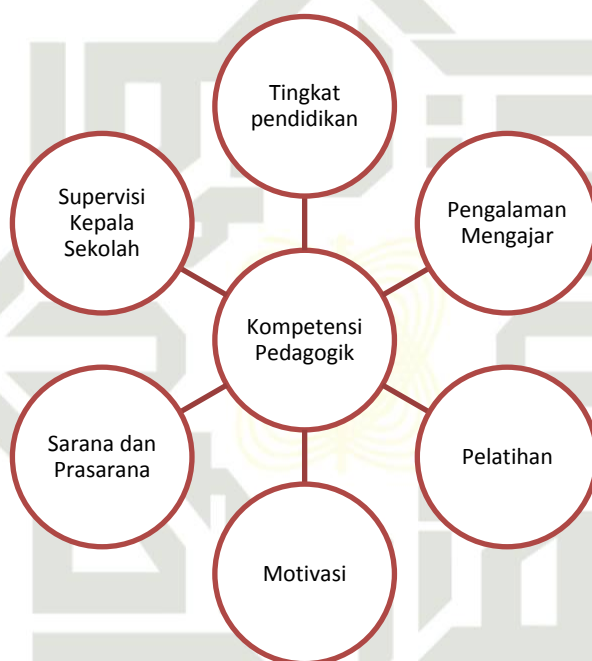 Tingkat
pendidikan
Supervisi
Kepala
Sekolah
Pengalaman
Mengajar
Kompetensi
Pedagogik
Sarana dan
Prasarana
Pelatihan
Motivasi